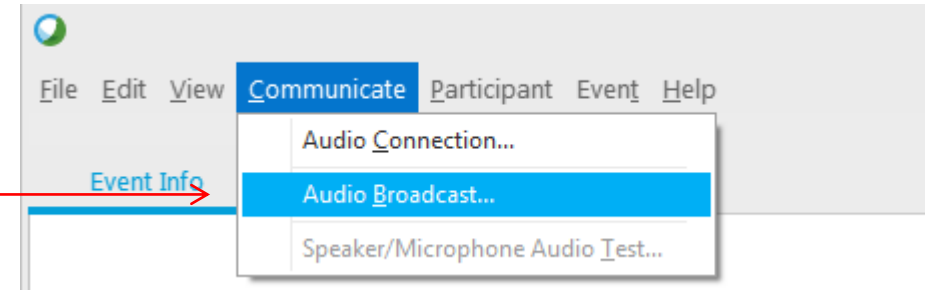 File Edit View Communicate Participant Event Help
Audio Connection...
Event Info
Audio Broadcast...
Speaker/Microphone Audio Test...